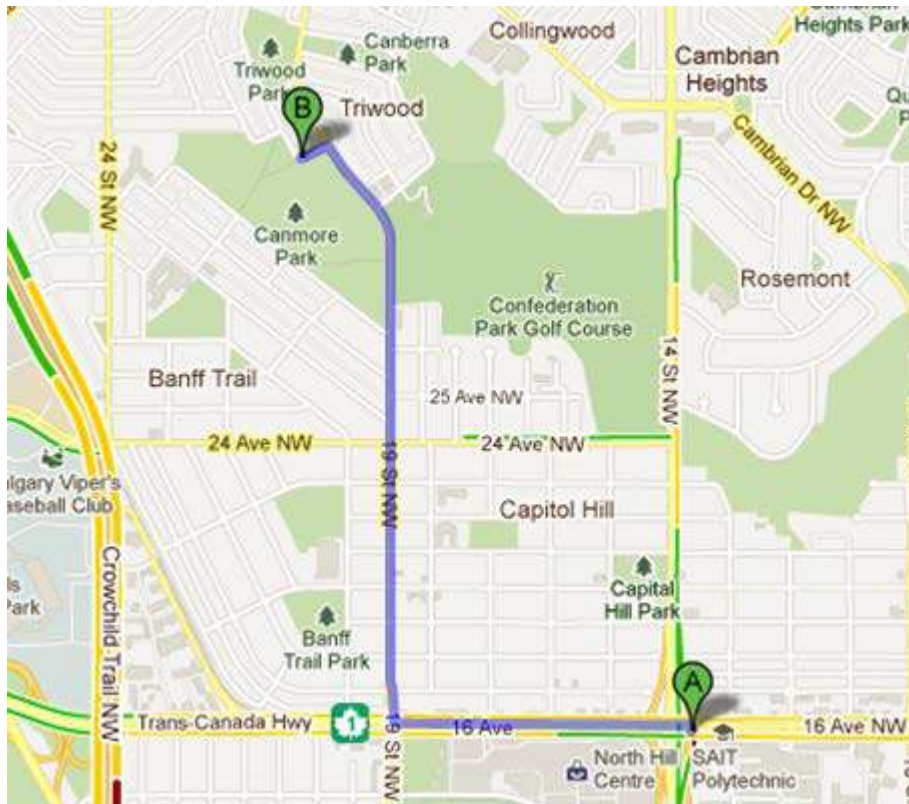 Collingwood
Canberra
Park
Heights Park
Triwood
Park
Cambrian
Heights
B
Triwood
24 St NW
Cambrian Dr NW
Canmore
Park
Rosemont
Confederation
Park Golf Course
14 St NW
Banff Trail
25 Ave NW
24 Ave NW
24 Ave NW
19 St NW
algary Viper's
aseball Club
Capitol Hill
Crowchild Trail NW
Capital
Hill Park
Park
Banff
Trail Park
A
Trans-Canada Hwy
1
16 Ave
16 Ave NW
19 St NW
North Hill
Centre
SAIT
Polytechnic